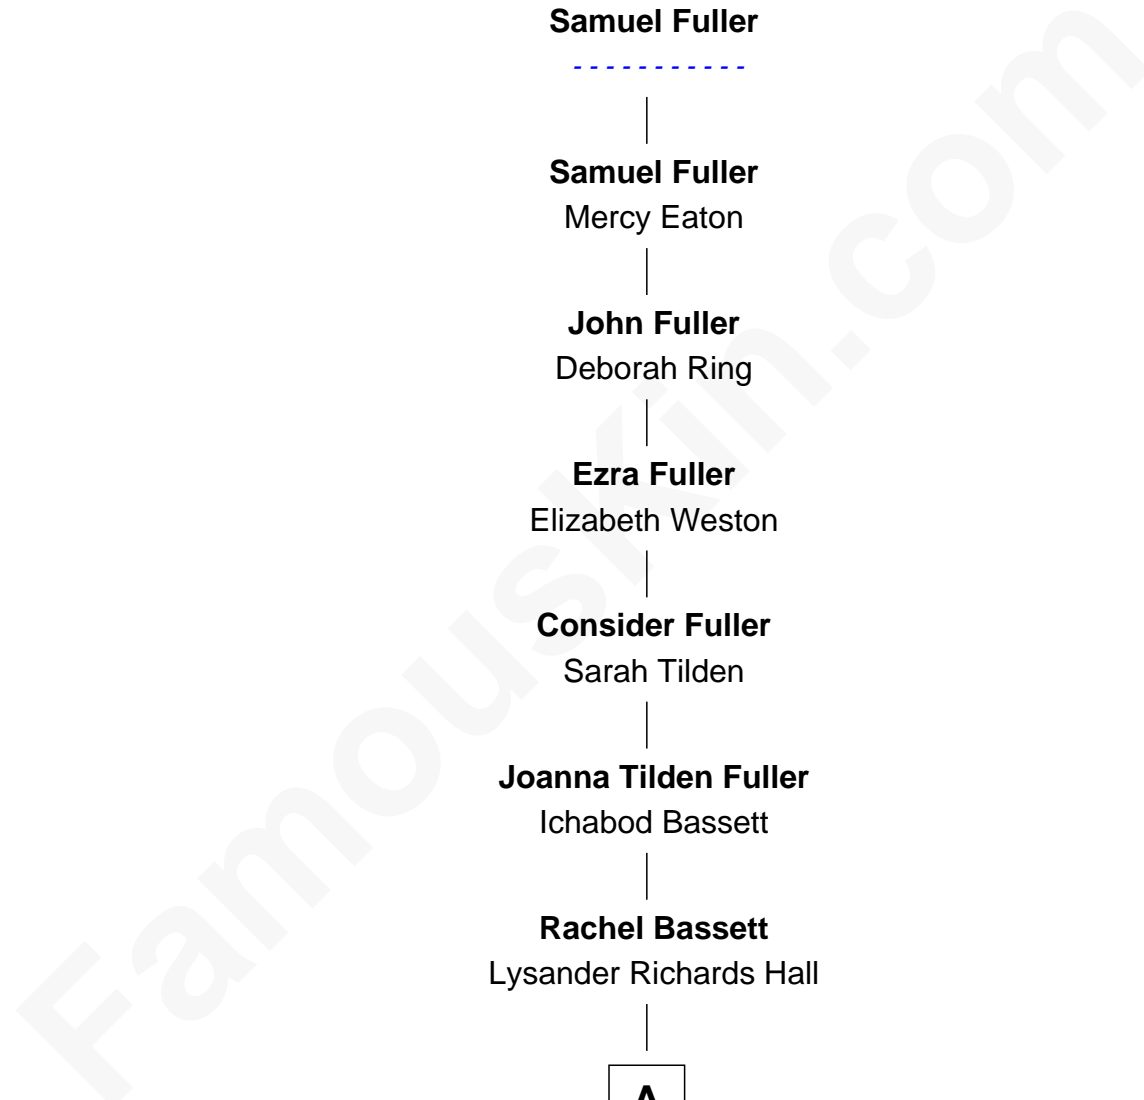 Samuel Fuller
- - - - - - - - - - -
Samuel Fuller
Mercy Eaton
John Fuller
Deborah Ring
Ezra Fuller
Elizabeth Weston
Consider Fuller
Sarah Tilden
Joanna Tilden Fuller
Ichabod Bassett
Rachel Bassett
Lysander Richards Hall
A
FamousKin.com